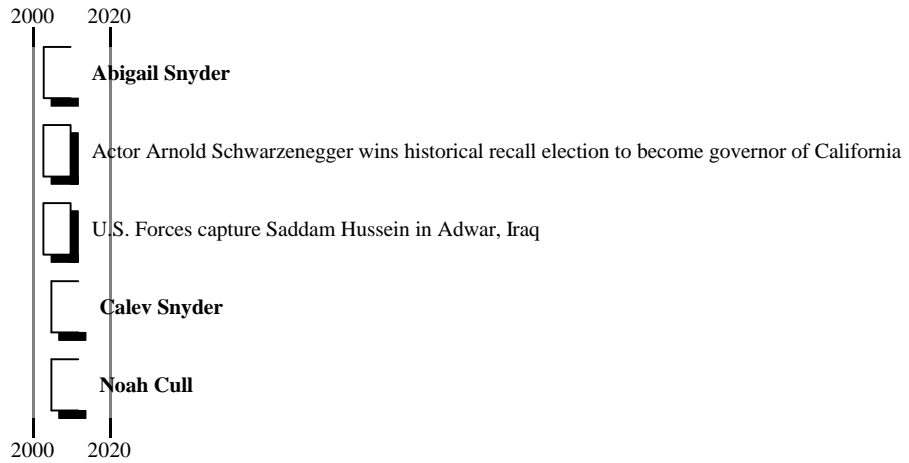 2000 2020
Abigail Snyder
Actor Arnold Schwarzenegger wins historical recall election to become governor of California
U.S. Forces capture Saddam Hussein in Adwar, Iraq
Calev Snyder
Noah Cull
2000 2020